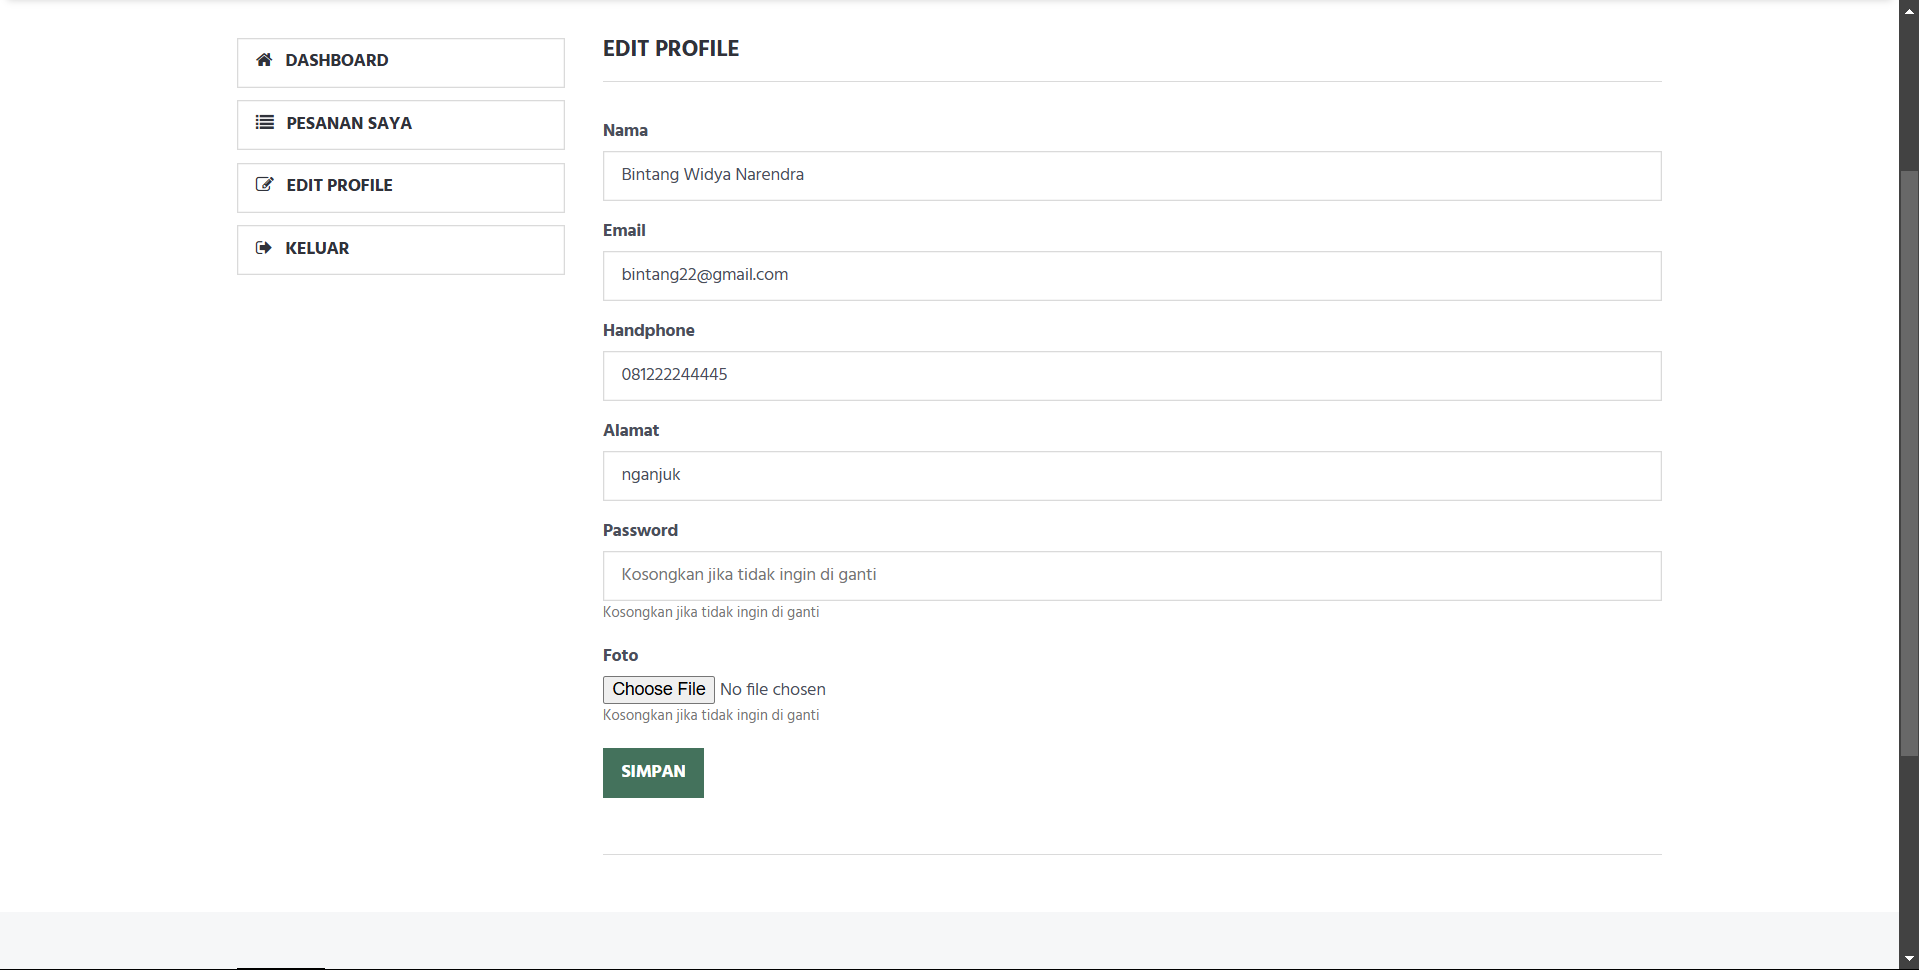 DASHBOARD
PESANAN SAYA
EDIT PROFILE
KELUAR
EDIT PROFILE
Nama
Bintang Widya Narendra
Email
bintang22@gmail.com
Handphone
081222244445
Alamat
nganjuk
Password
Kosongkan jika tidak ingin di ganti
Kosongkan jika tidak ingin di ganti
Foto
Choose File No file chosen
Kosongkan jika tidak ingin di ganti
SIMPAN